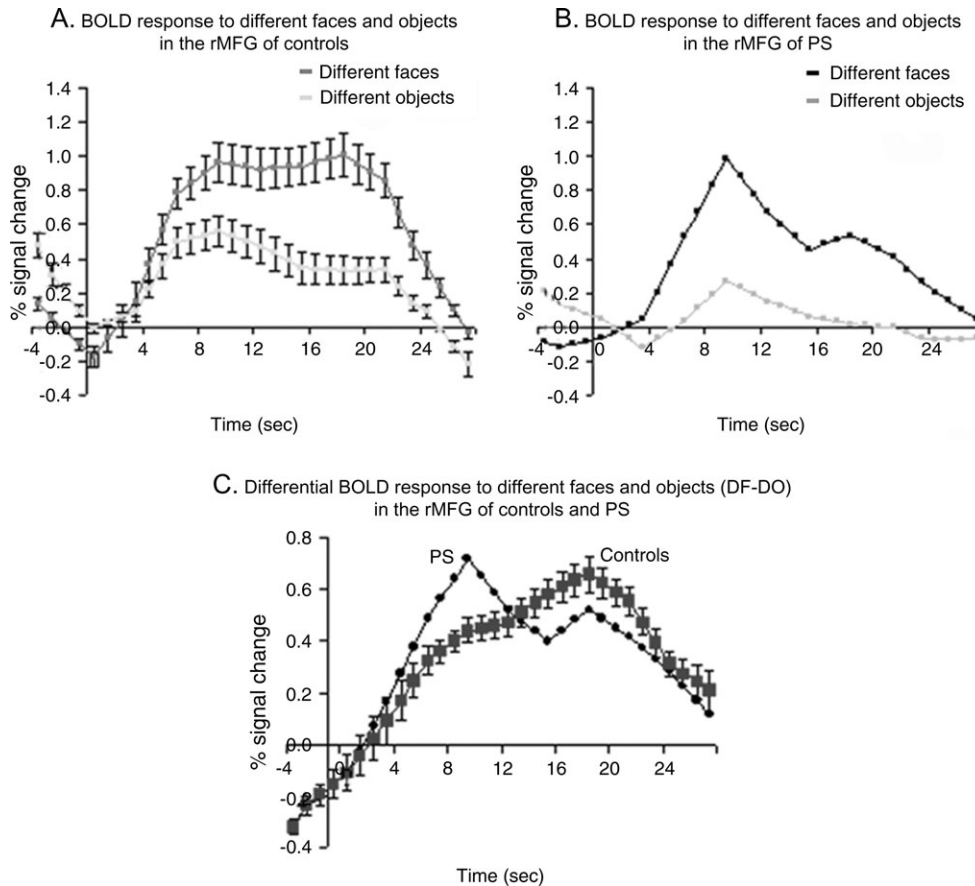 A. BOLD response to different faces and objects
in the rMFG of controls
Different faces
Different objects
1.4
1.2
1.0
0.8
0.6
0.4
0.2
0.0
-0.2
-0.4
-4
0
4
8
12
16
20
24
% signal change
Time (sec)
B. BOLD response to different faces and objects
in the rMFG of PS
Different faces
Different objects
1.4
1.2
1.0
0.8
0.6
0.4
0.2
0.0
-0.2
-0.4
-4
0
4
8
12
16
20
24
% signal change
Time (sec)
C. Differential BOLD response to different faces and objects (DF-DO)
in the rMFG of controls and PS
PS
Controls
0.8
0.6
0.4
0.2
0.0
-0.2
-0.4
-4
0
4
8
12
16
20
24
% signal change
Time (sec)